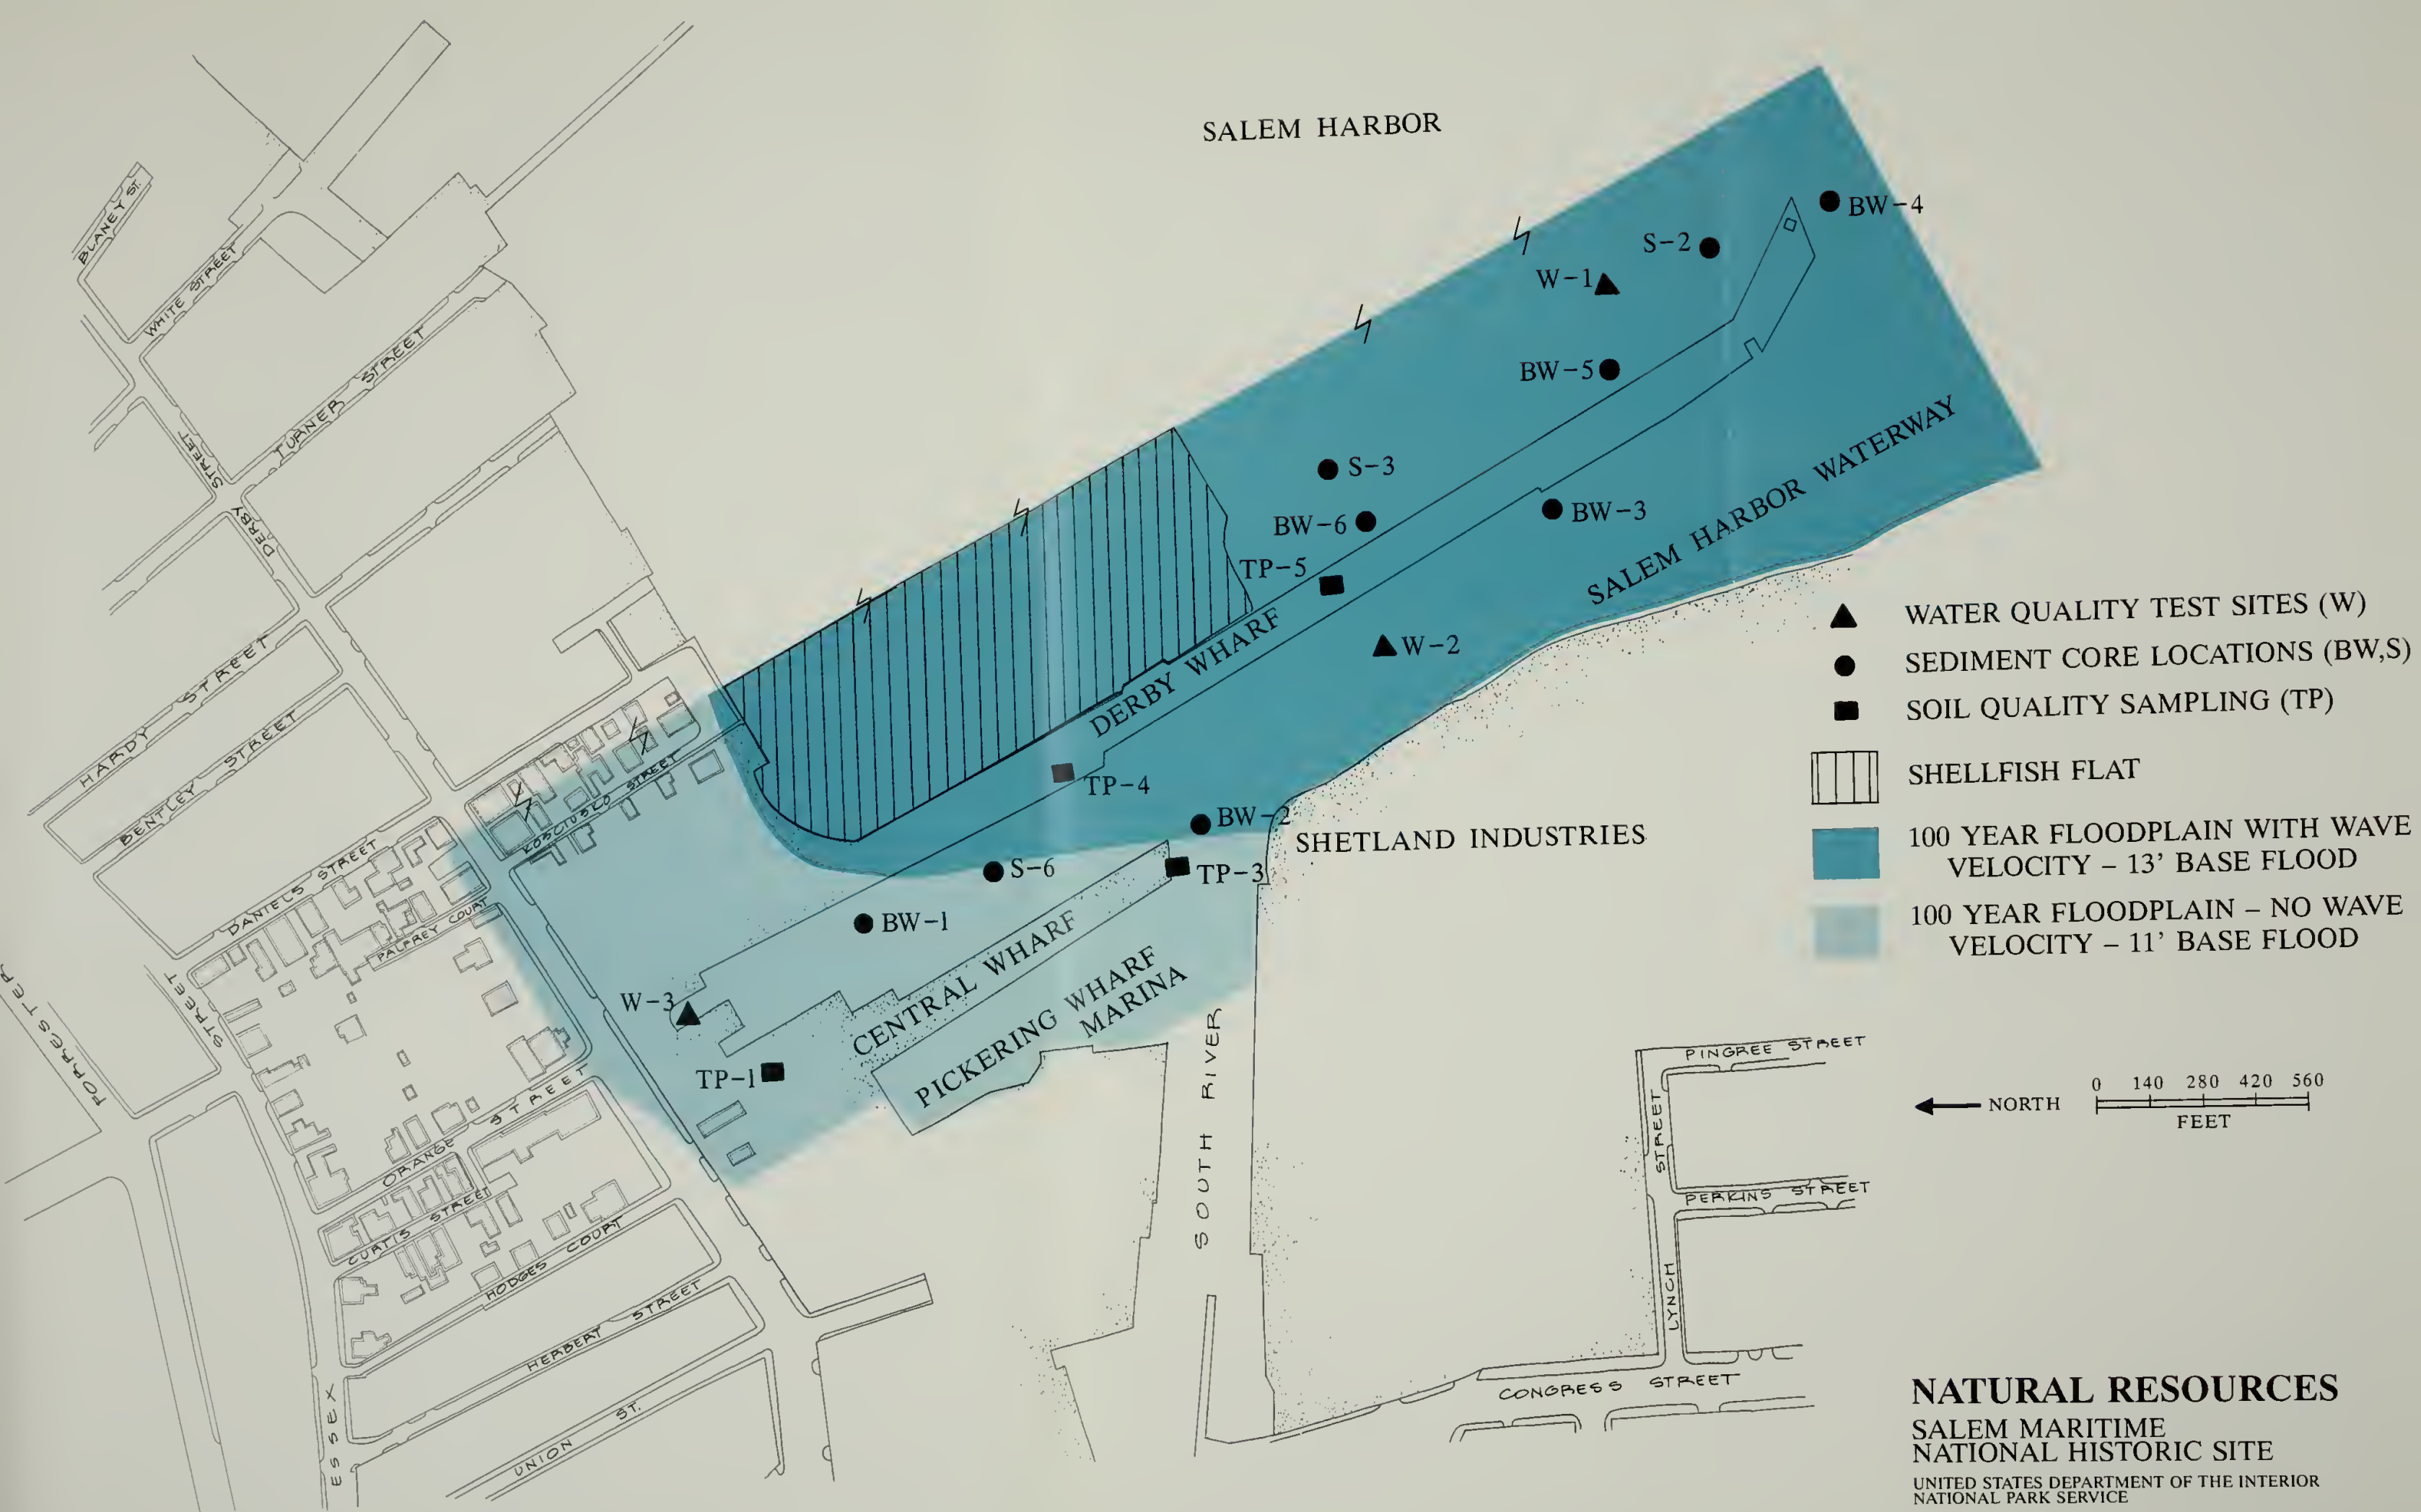 SALEM HARBOR
BLANEY ST.
WHITE STREET
TURNER STREET
DERBY STREET
HARDY STREET
BENTLEY STREET
DANIELS STREET
PALFREY COURT
KOSCIUSKO STREET
FORRESTER
ORANGE STREET
CURTIS STREET
HODGES COURT
HERBERT STREET
UNION ST.
ESSEX STREET
BW-4
S-2
W-1
BW-5
S-3
BW-6
BW-3
TP-5
W-2
SALEM HARBOR WATERWAY
DERBY WHARF
TP-4
BW-2
SHETLAND INDUSTRIES
S-6
TP-3
BW-1
W-3
TP-1
CENTRAL WHARF
PICKERING WHARF
MARINA
SOUTH RIVER
PINGREE STREET
PERKINS STREET
LYNCH STREET
CONGRESS STREET
WATER QUALITY TEST SITES (W)
SEDIMENT CORE LOCATIONS (BW,S)
SOIL QUALITY SAMPLING (TP)
SHELLFISH FLAT
100 YEAR FLOODPLAIN WITH WAVE
VELOCITY – 13' BASE FLOOD
100 YEAR FLOODPLAIN – NO WAVE
VELOCITY – 11' BASE FLOOD
NORTH
0 140 280 420 560
FEET
NATURAL RESOURCES
SALEM MARITIME
NATIONAL HISTORIC SITE
UNITED STATES DEPARTMENT OF THE INTERIOR
NATIONAL PARK SERVICE